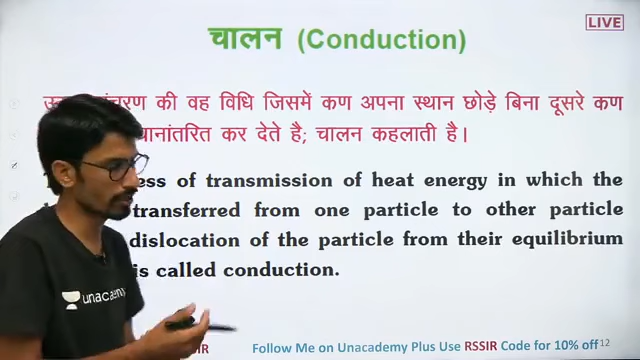 LIVE
चालन (Conduction)
की वह विधि जिसमें कण अपना स्थान छोड़े बिना दूसरे कण
कर देते है; चालन कहलाती है।
of transmission of heat energy in which the
transferred from one particle to other particle
dislocation of the particle from their equilibrium
is called conduction.
unacademy
Follow Me on Unacademy Plus Use RSSIR Code for 10% off
12